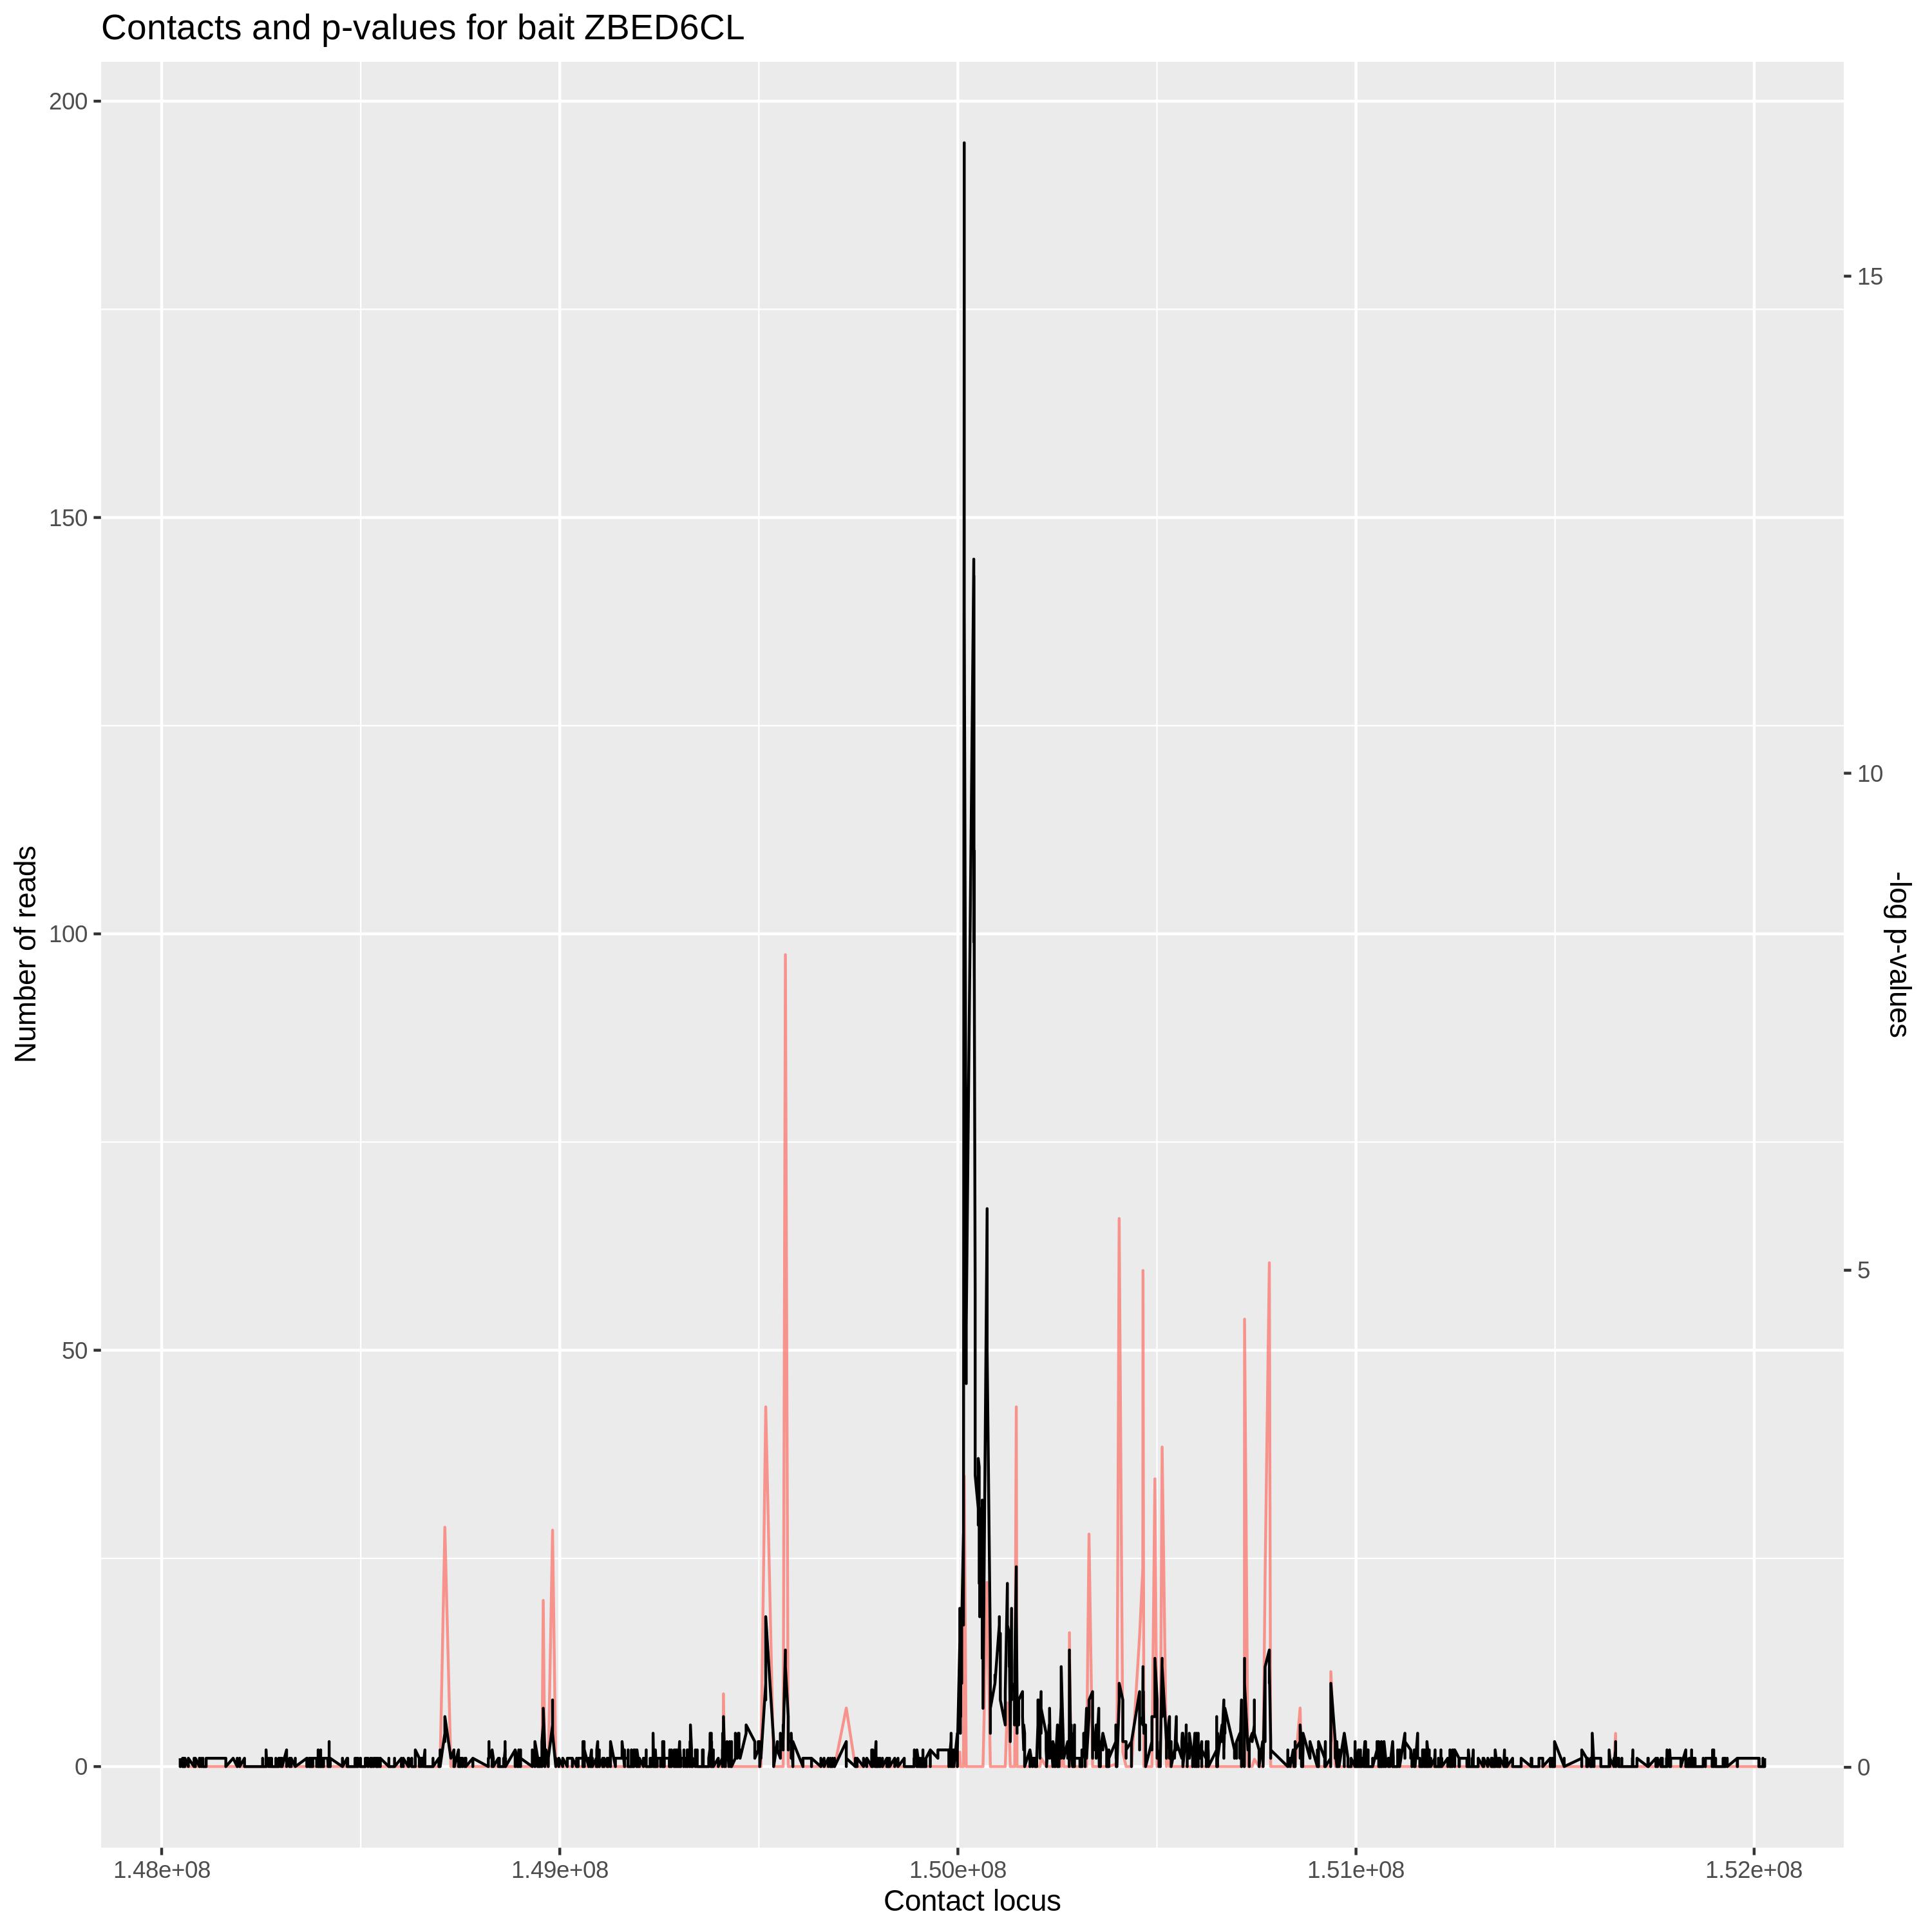 Contacts and p-values for bait ZBED6CL
200
150
100
50
0
15
10
5
0
Number of reads
-log p-values
1.48e+08
1.49e+08
1.50e+08
1.51e+08
1.52e+08
Contact locus